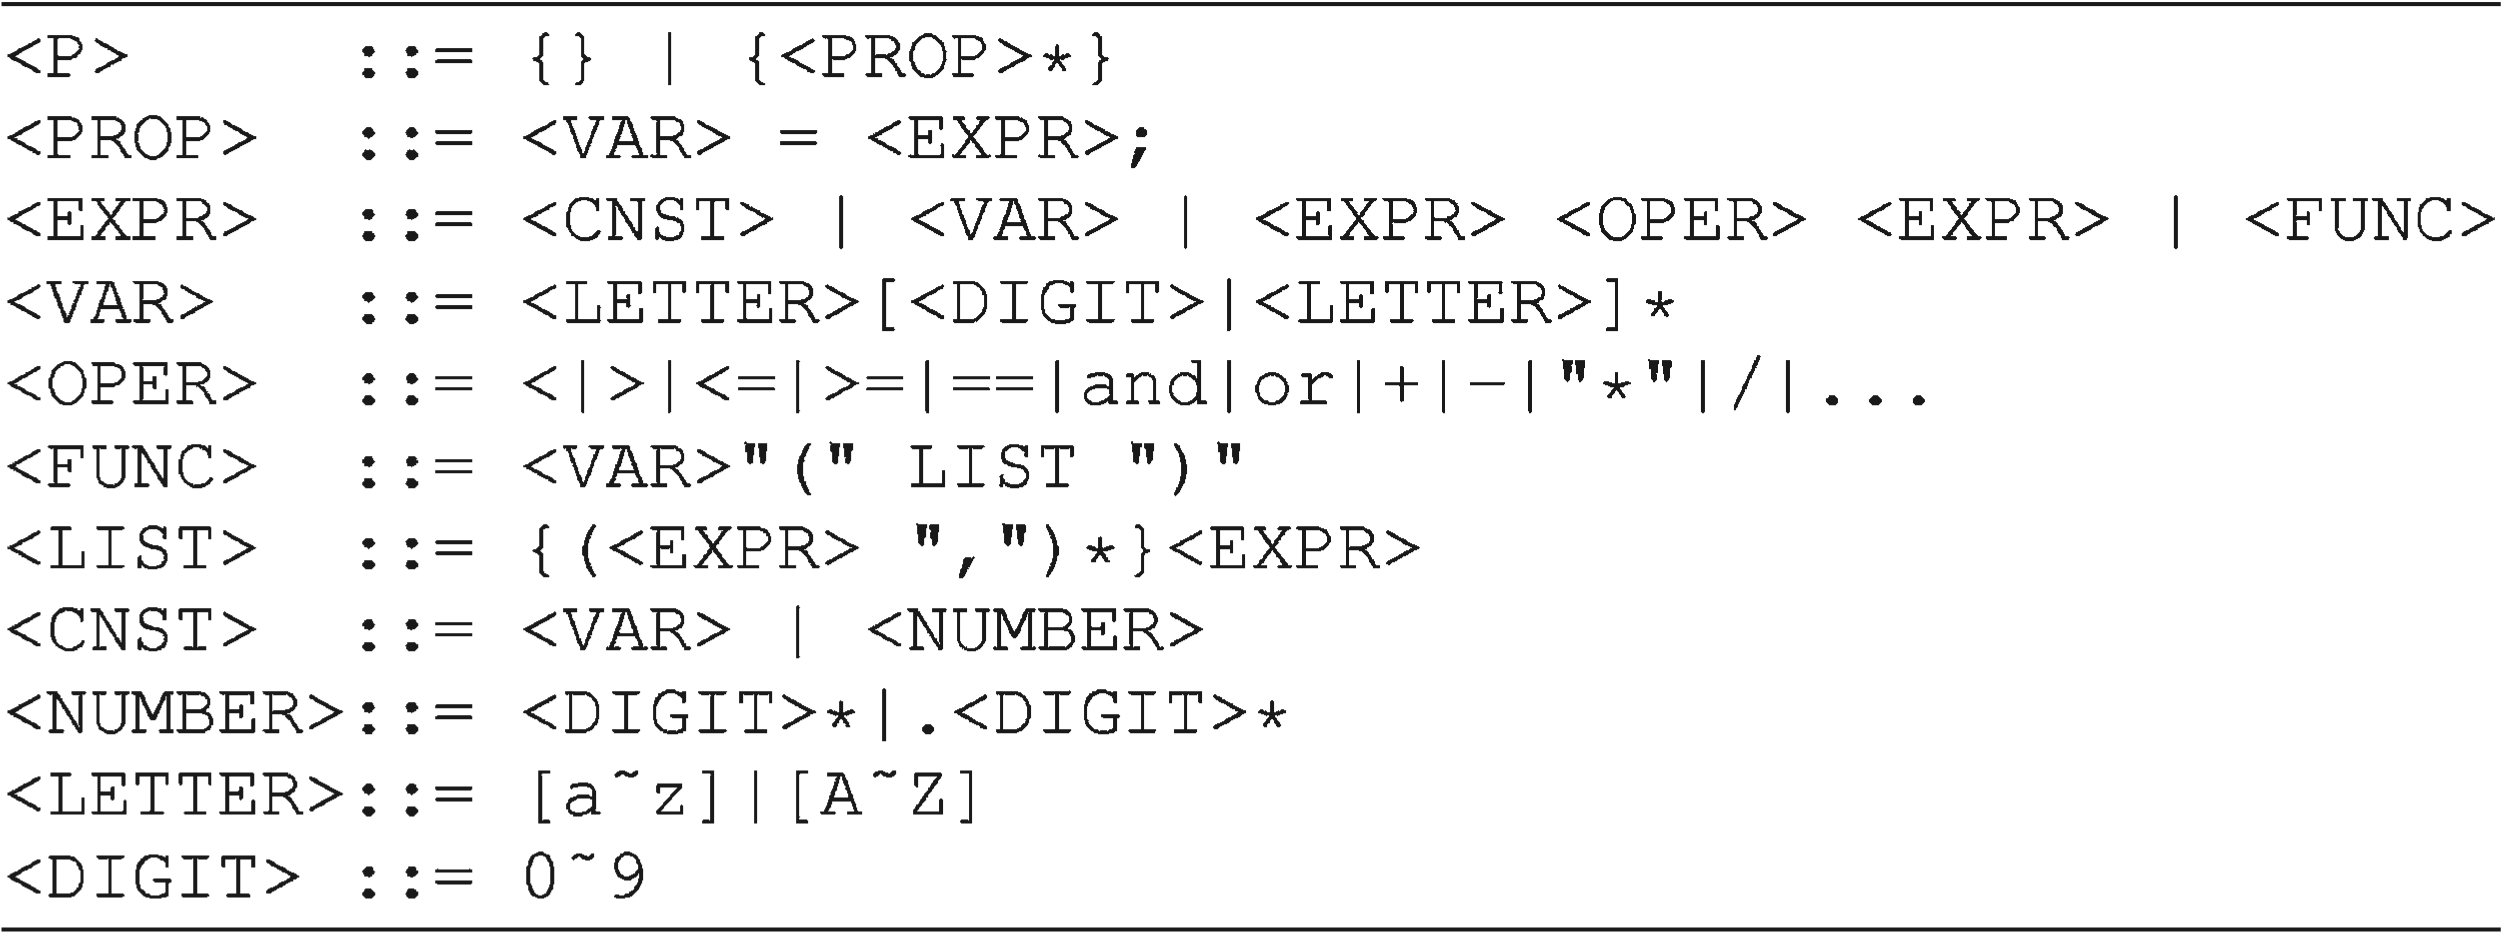 <P> ::= {} | {<PROP>*}
<PROP> ::= <VAR> = <EXPR>;
<EXPR> ::= <CNST> | <VAR> | <EXPR> <OPER> <EXPR> | <FUNC>
<VAR> ::= <LETTER>[<DIGIT>|<LETTER>]*
<OPER> ::= <|>|<=|>=|==|and|or|+|-|"*"|/|...
<FUNC> ::= <VAR>"(" LIST ")"
<LIST> ::= {(<EXPR> ",")*}<EXPR>
<CNST> ::= <VAR> | <NUMBER>
<NUMBER>::= <DIGIT>*|.<DIGIT>*
<LETTER>::= [a~z]|[A~Z]
<DIGIT> ::= 0~9